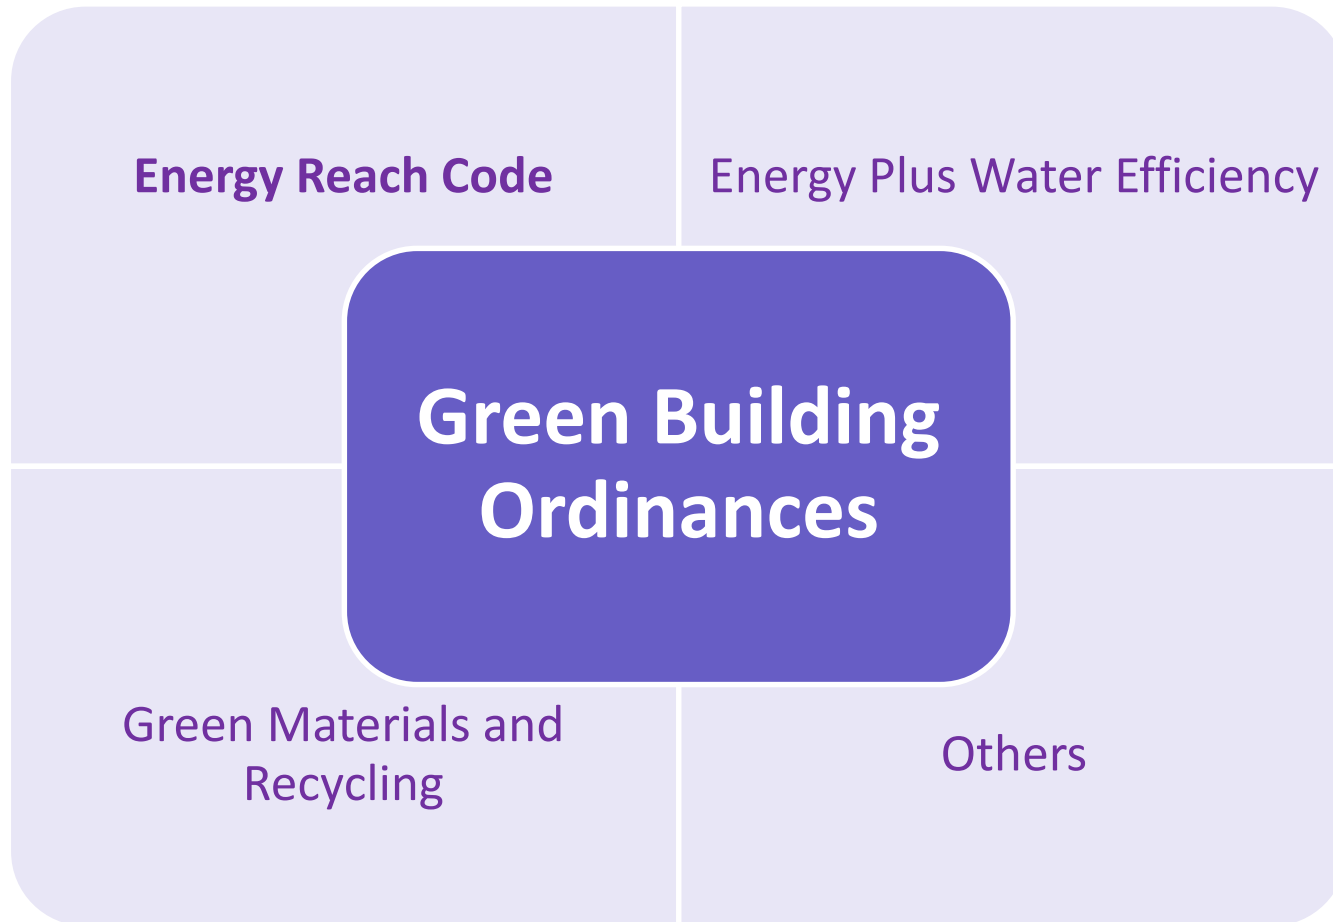 Energy Reach Code
Energy Plus Water Efficiency
Green Building
Ordinances
Green Materials and
Recycling
Others